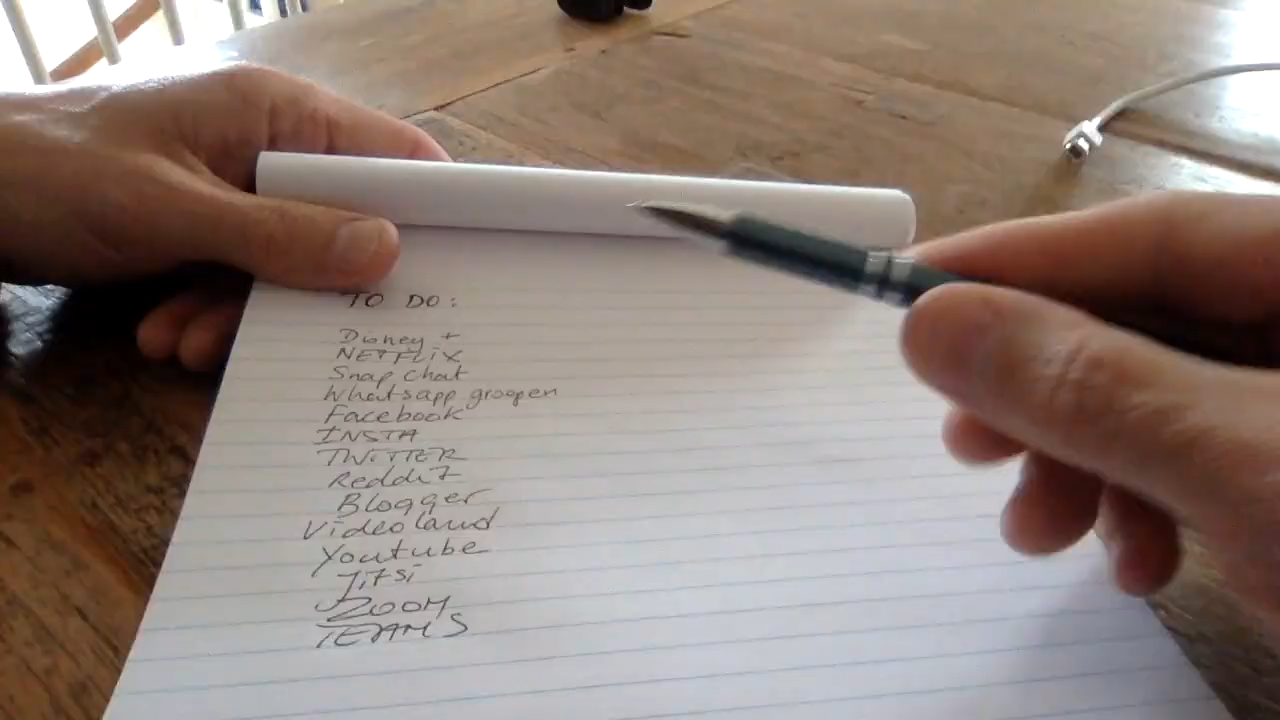 TO DO:
Disney +
NETFLIX
Snap chat
Whatsapp groepen
Facebook
INSTA
TWITTER
Reddit
Blogger
Videoland
Youtube
Jitsi
ZOOM
TEAMS